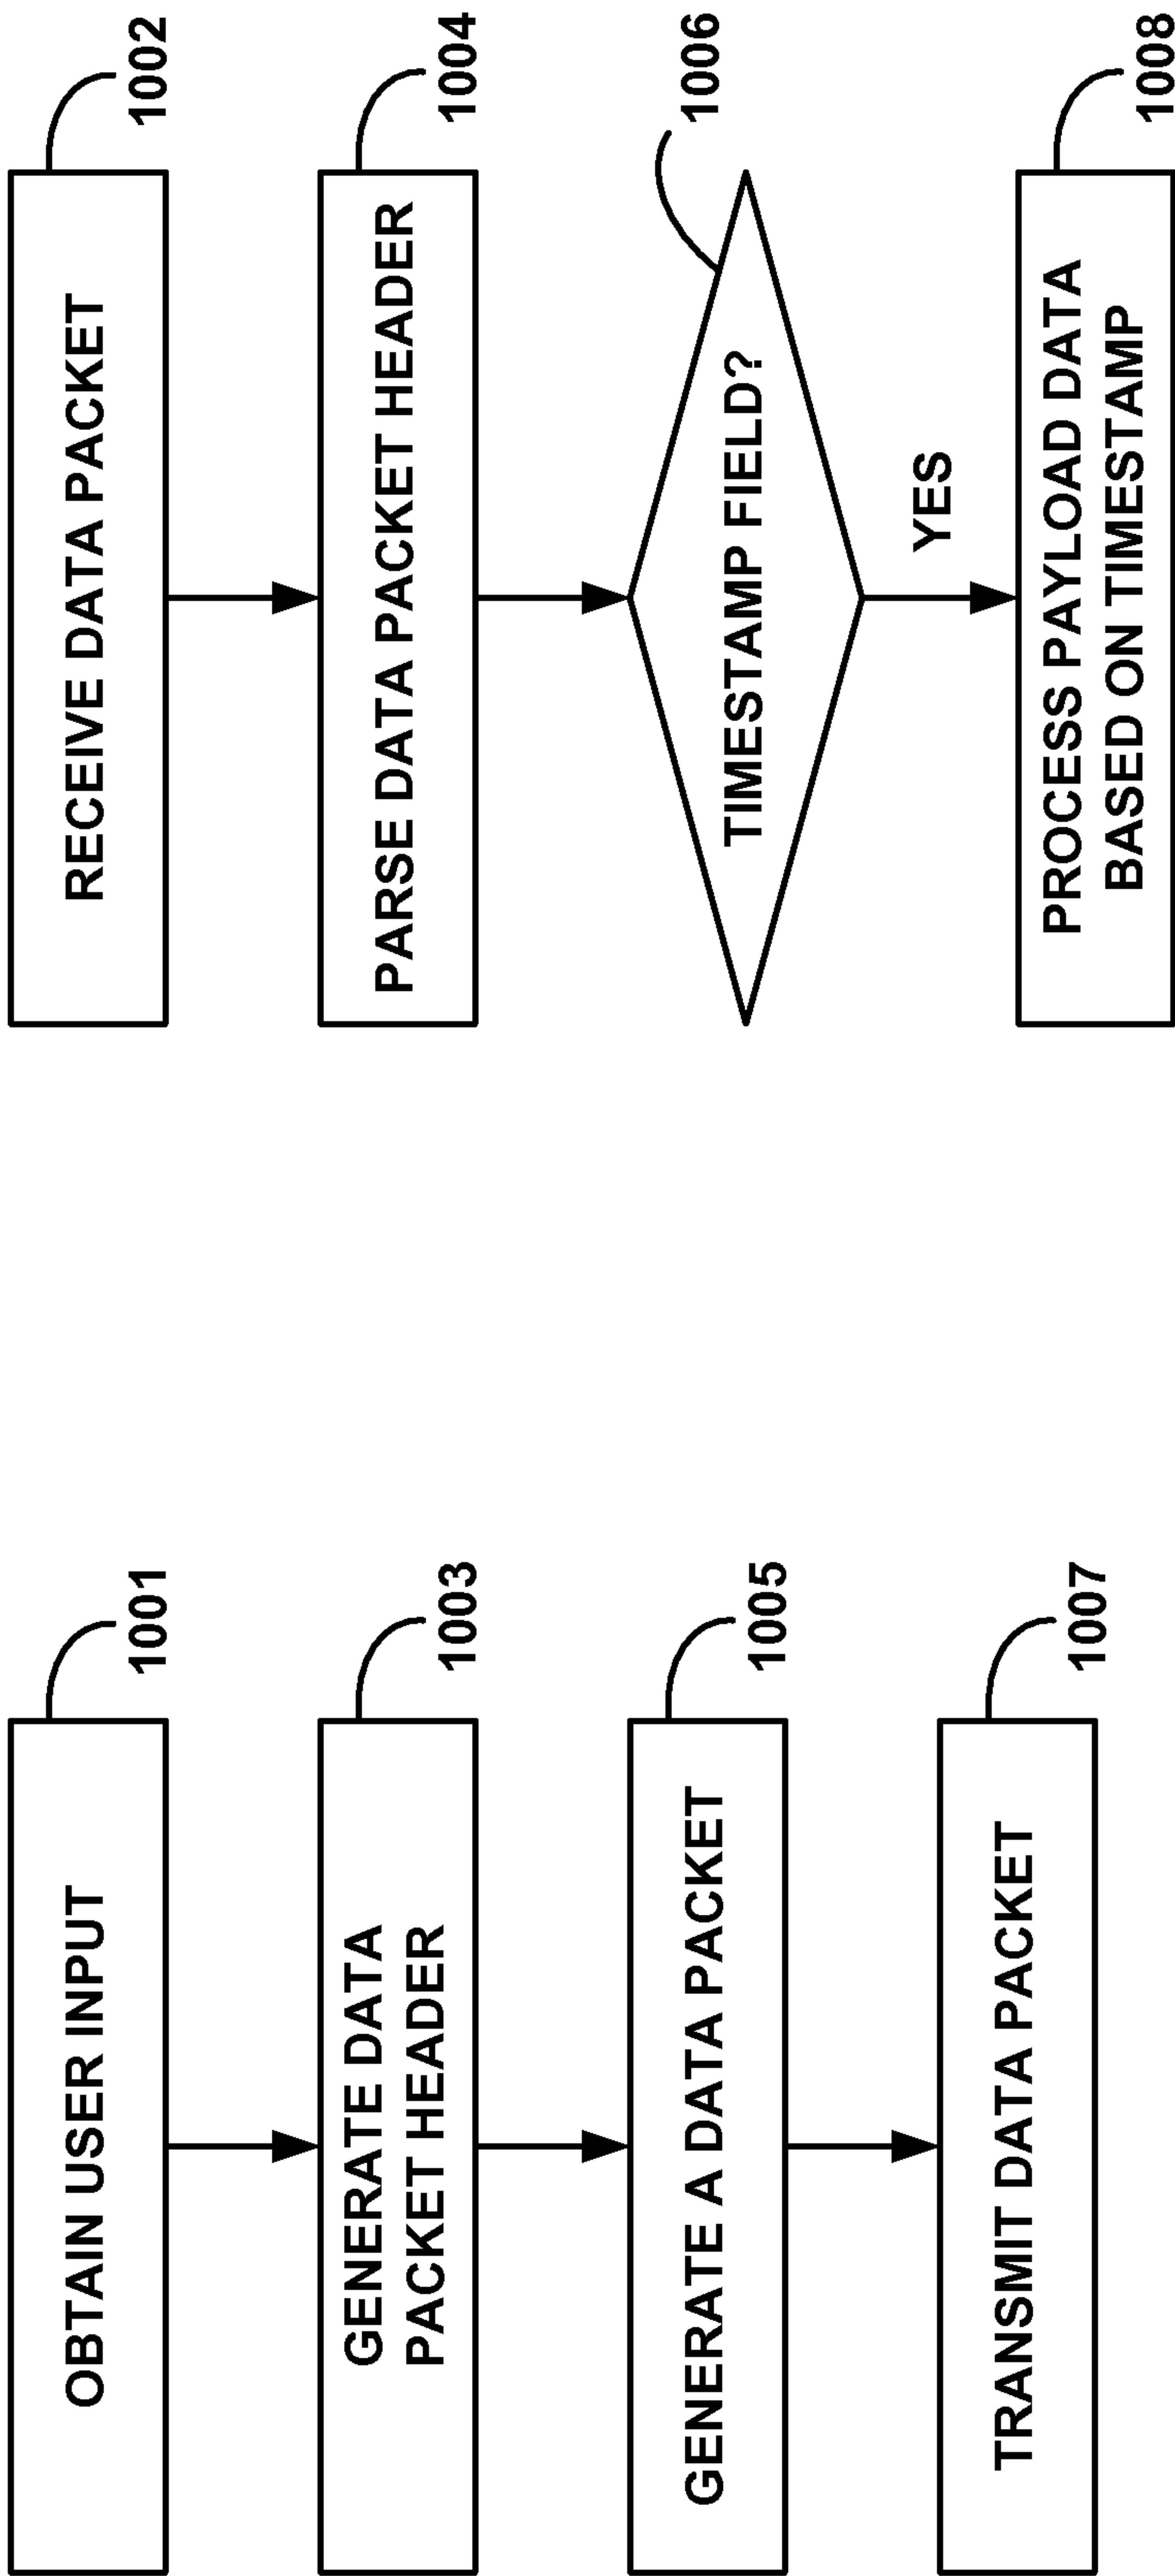 OBTAIN USER INPUT
1001
GENERATE DATA
PACKET HEADER
1003
GENERATE A DATA PACKET
1005
TRANSMIT DATA PACKET
1007
RECEIVE DATA PACKET
1002
PARSE DATA PACKET HEADER
1004
TIMESTAMP FIELD?
1006
YES
PROCESS PAYLOAD DATA
BASED ON TIMESTAMP
1008